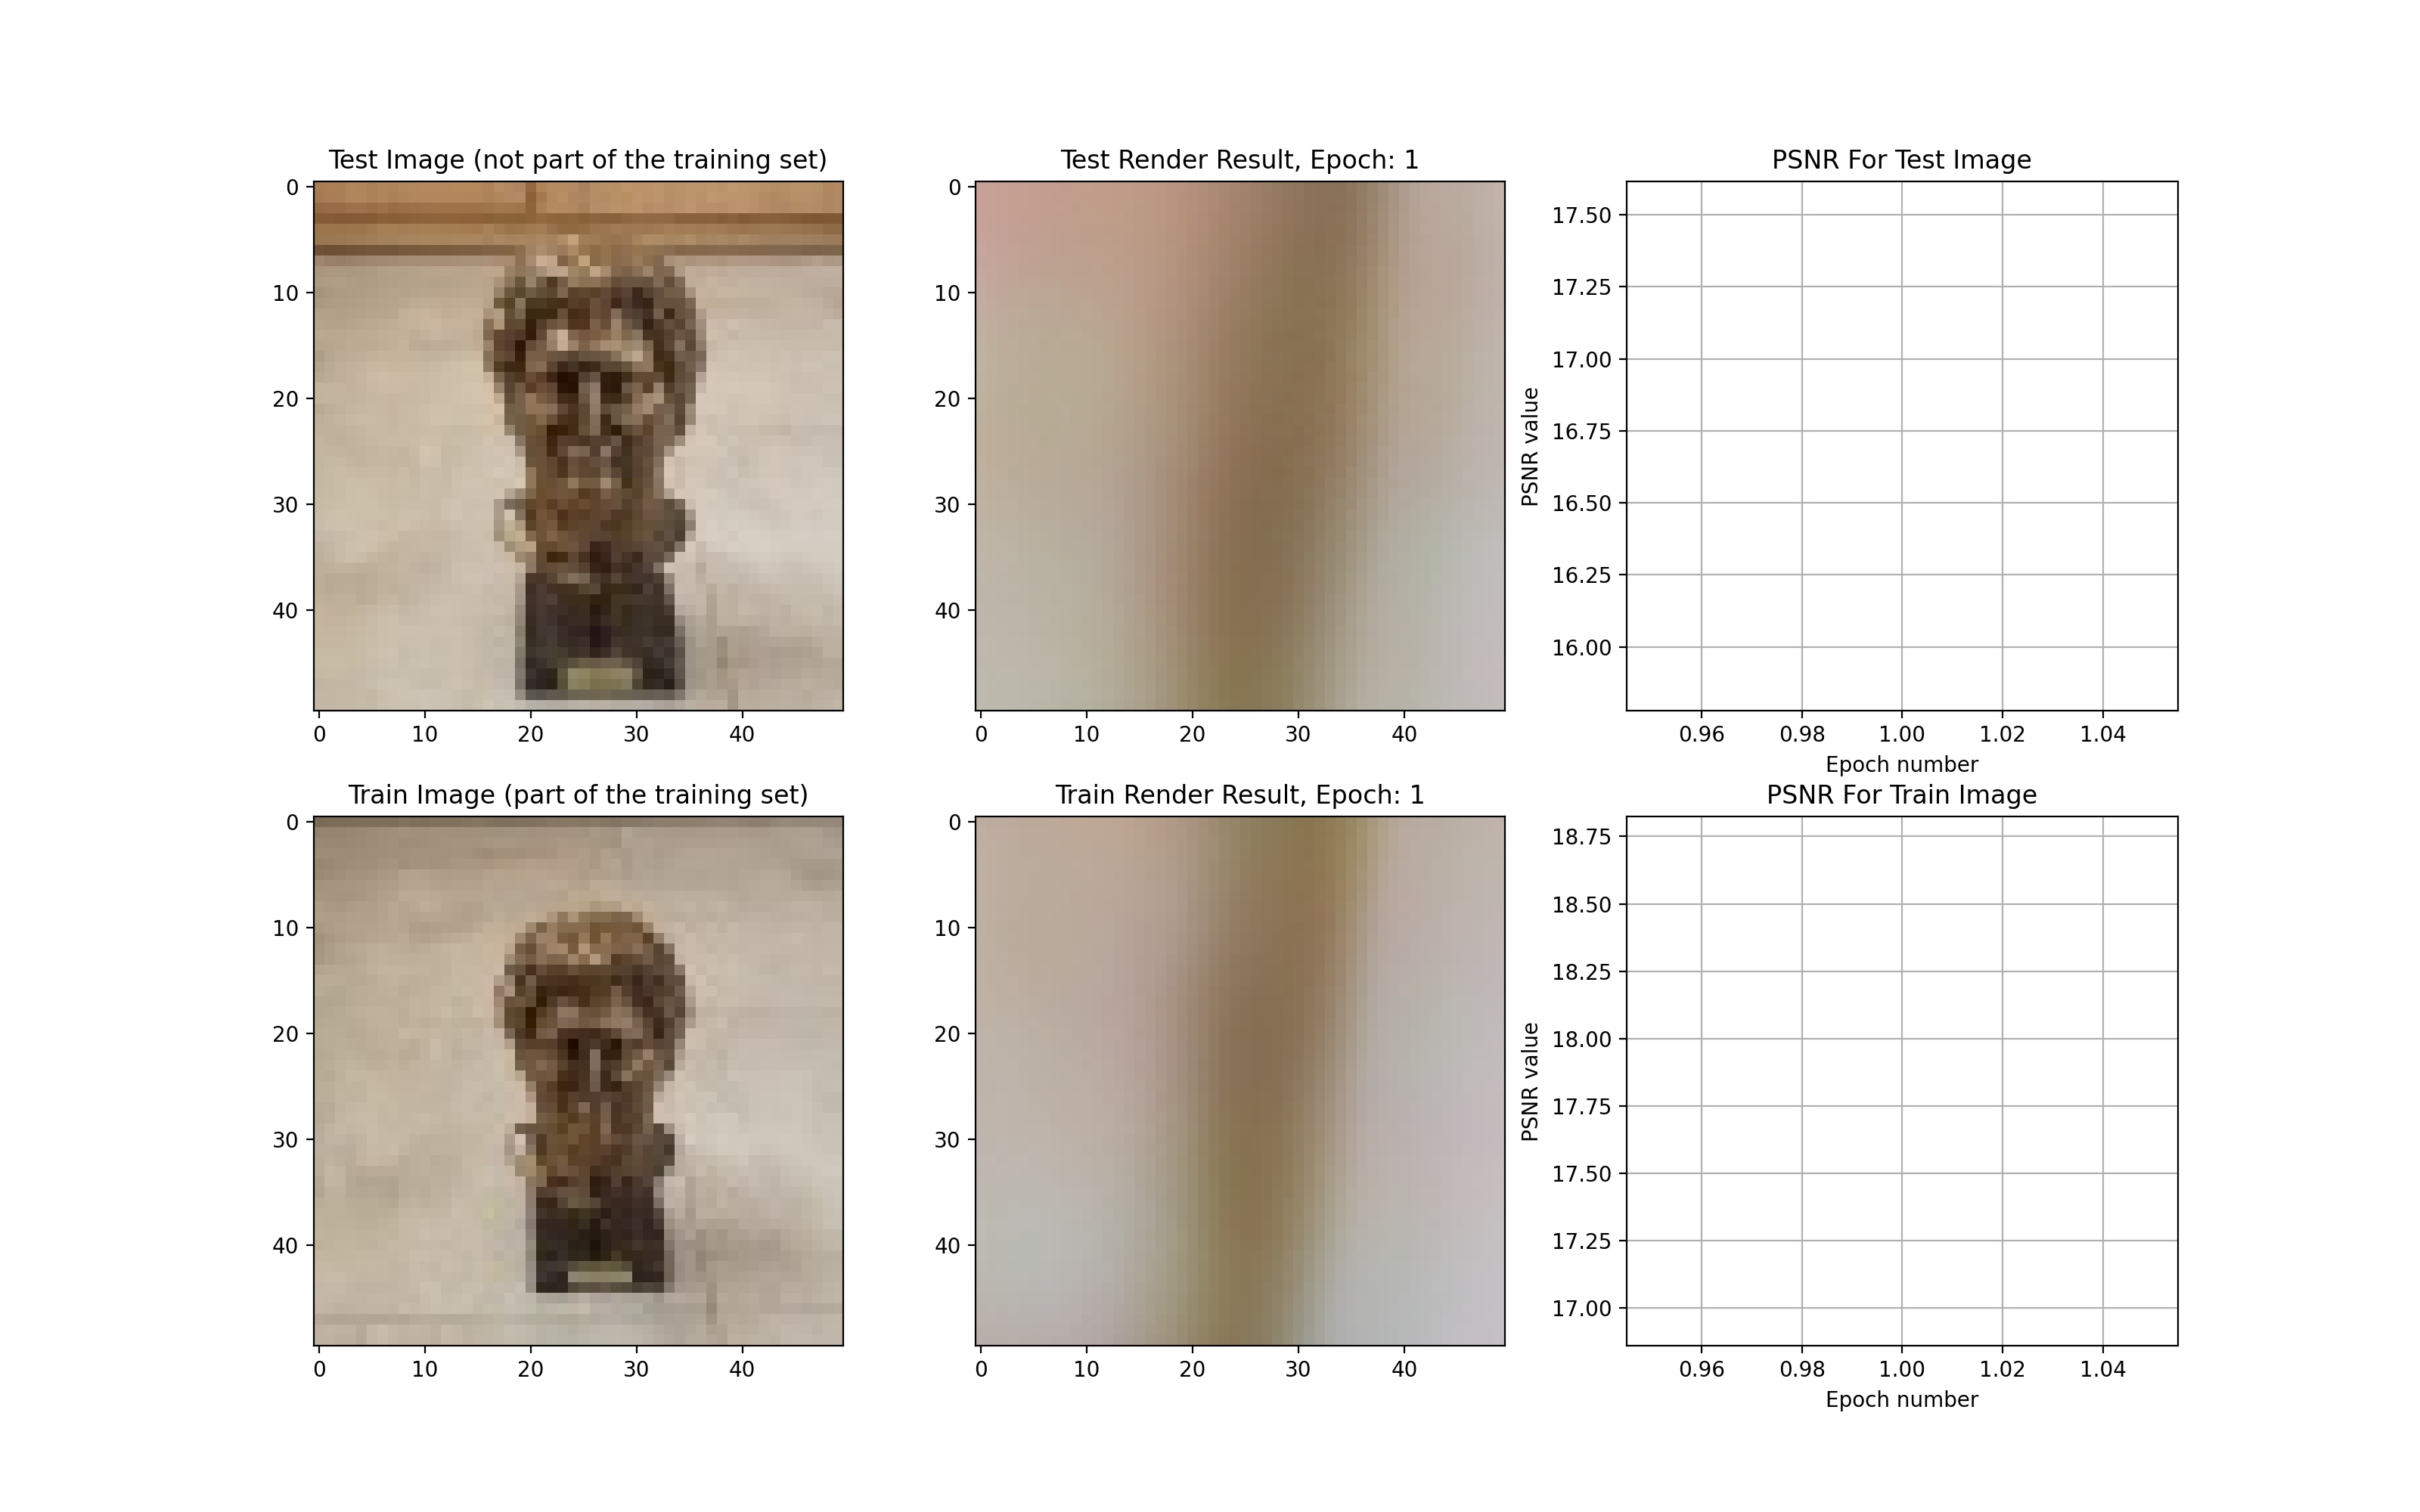 Test Image (not part of the training set)
0
10
20
30
40
0 10 20 30 40
Test Render Result, Epoch: 1
0
10
20
30
40
0 10 20 30 40
PSNR For Test Image
PSNR value
17.50
17.25
17.00
16.75
16.50
16.25
16.00
0.96 0.98 1.00 1.02 1.04
Epoch number
Train Image (part of the training set)
0
10
20
30
40
0 10 20 30 40
Train Render Result, Epoch: 1
0
10
20
30
40
0 10 20 30 40
PSNR For Train Image
PSNR value
18.75
18.50
18.25
18.00
17.75
17.50
17.25
17.00
0.96 0.98 1.00 1.02 1.04
Epoch number